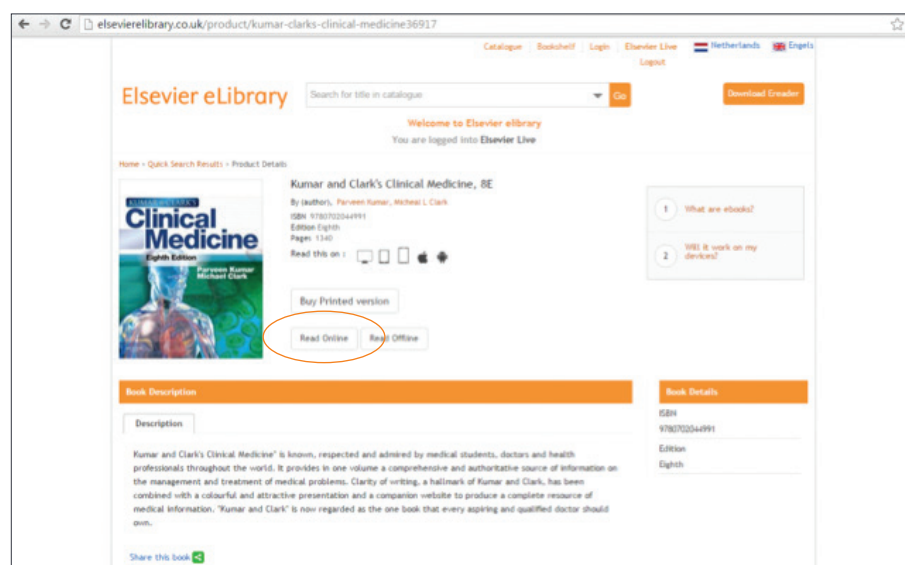 elsevierelibrary.co.uk/product/kumar-clarks-clinical-medicine36917
Catalogue Bookshelf Login Elsevier Live Netherlands Engels
Logout
Elsevier eLibrary
Search for title in catalogue
Go
Download Ereader
Welcome to Elsevier elibrary
You are logged into Elsevier Live
Home - Quick Search Results - Product Details
KUMAR & CLARK'S
Clinical
Medicine
Eighth Edition
Parveen Kumar
Michael Clark
Kumar and Clark's Clinical Medicine, 8E
By (author), Parveen Kumar, Micheal L Clark
ISBN 9780702044991
Edition Eighth
Pages 1340
Read this on :
Buy Printed version
Read Online
Read Offline
1 What are ebooks?
2 Will it work on my
devices?
Book Description
Description
Kumar and Clark's Clinical Medicine" is known, respected and admired by medical students, doctors and health
professionals throughout the world. It provides in one volume a comprehensive and authoritative source of information on
the management and treatment of medical problems. Clarity of writing, a hallmark of Kumar and Clark, has been
combined with a colourful and attractive presentation and a companion website to produce a complete resource of
medical information. "Kumar and Clark" is now regarded as the one book that every aspiring and qualified doctor should
own.
Share this book
Book Details
ISBN
9780702044991
Edition
Eighth